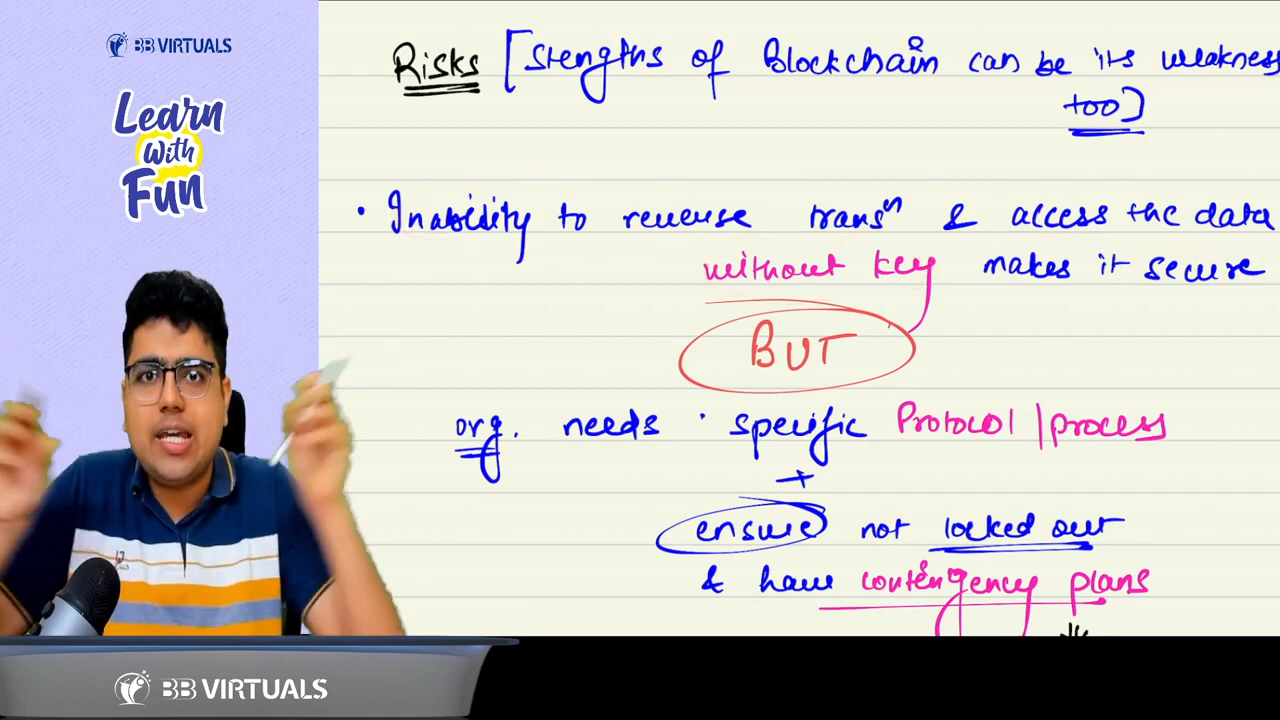 BB VIRTUALS
Learn
With
Fun
Risks [Stengths of Blockchain can be its weakness
too]
• Inability to reverse transⁿ & access the data
without key makes it secure
BUT
org. needs • specific Protocol | process
+
ensure not locked out
& have contengency plans
BB VIRTUALS